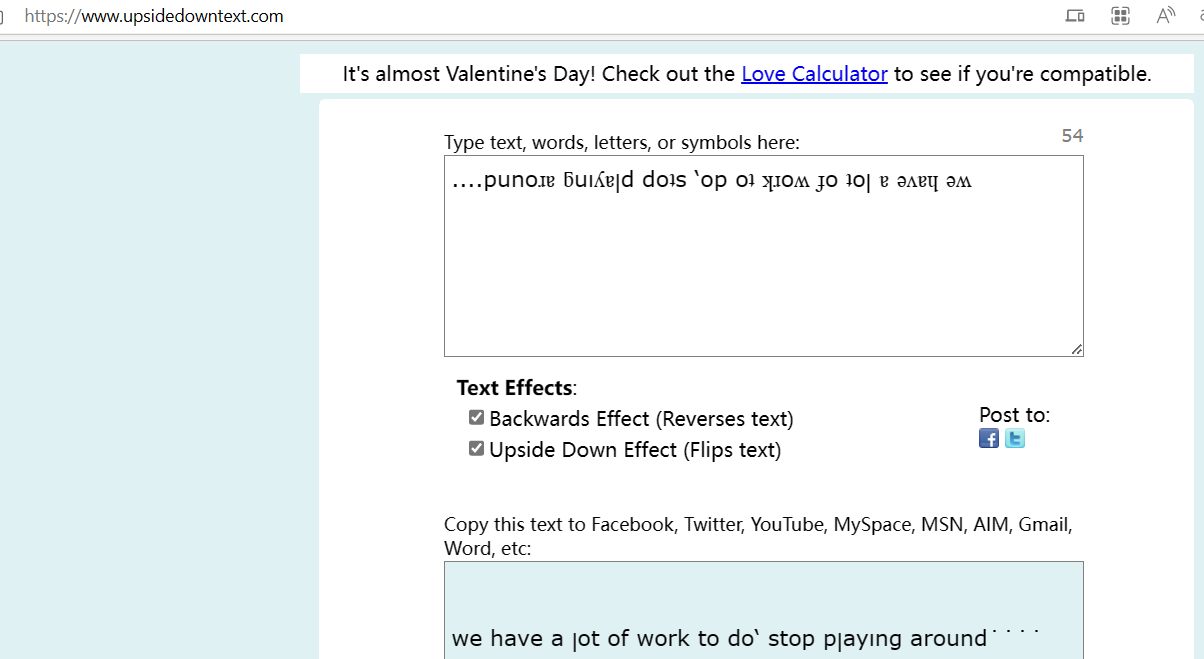 https://www.upsidedowntext.com
It's almost Valentine's Day! Check out the Love Calculator to see if you're compatible.
Type text, words, letters, or symbols here:
54
....punoɹɐ ƃuıʎɐןd doʇs ‘op oʇ ʞɹoʍ ɟo ʇoן ɐ ǝʌɐɥ ǝʍ
Text Effects:
Backwards Effect (Reverses text)
Post to:
Upside Down Effect (Flips text)
Copy this text to Facebook, Twitter, YouTube, MySpace, MSN, AIM, Gmail,
Word, etc:
we have a ןot of work to do‛ stop pןayıng around˙˙˙˙